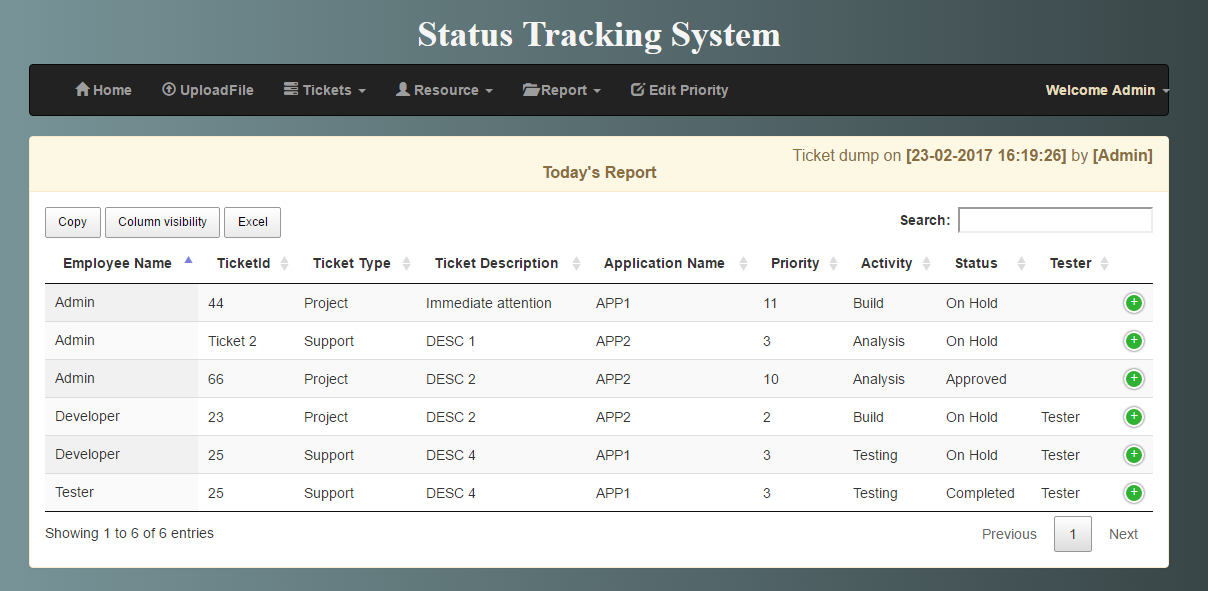 Status Tracking System
Home UploadFile Tickets Resource Report Edit Priority Welcome Admin
Ticket dump on [23-02-2017 16:19:26] by [Admin]
Today's Report
Copy Column visibility Excel Search:
Employee Name TicketId Ticket Type Ticket Description Application Name Priority Activity Status Tester
Admin 44 Project Immediate attention APP1 11 Build On Hold
Admin Ticket 2 Support DESC 1 APP2 3 Analysis On Hold
Admin 66 Project DESC 2 APP2 10 Analysis Approved
Developer 23 Project DESC 2 APP2 2 Build On Hold Tester
Developer 25 Support DESC 4 APP1 3 Testing On Hold Tester
Tester 25 Support DESC 4 APP1 3 Testing Completed Tester
Showing 1 to 6 of 6 entries Previous 1 Next